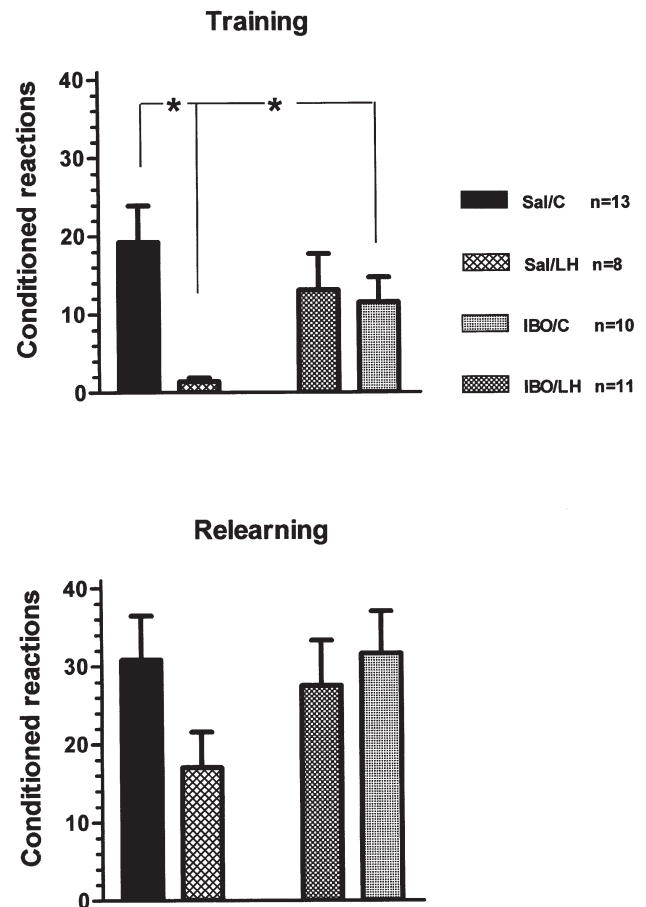 Training
Conditioned reactions
40
30
20
10
0
* *
Sal/C n=13
Sal/LH n=8
IBO/C n=10
IBO/LH n=11
Relearning
Conditioned reactions
40
30
20
10
0